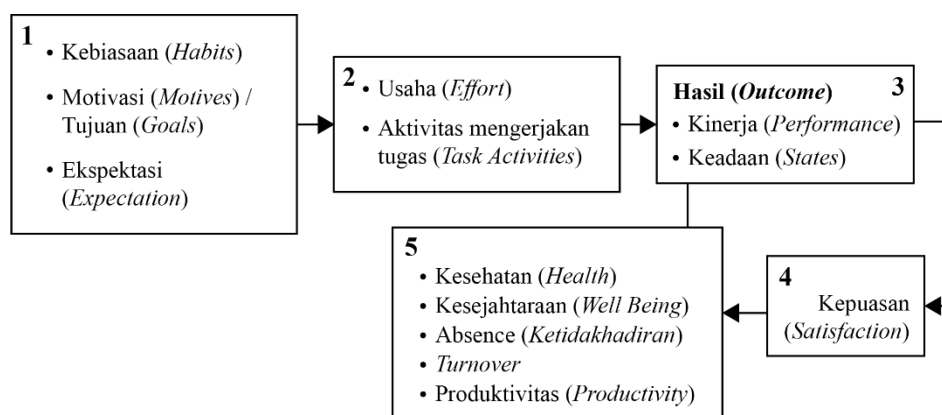 1
• Kebiasaan (Habits)
• Motivasi (Motives) /
Tujuan (Goals)
• Ekspektasi
(Expectation)
2
• Usaha (Effort)
• Aktivitas mengerjakan
tugas (Task Activities)
Hasil (Outcome) 3
• Kinerja (Performance)
• Keadaan (States)
4
Kepuasan
(Satisfaction)
5
• Kesehatan (Health)
• Kesejahtaraan (Well Being)
• Absence (Ketidakhadiran)
• Turnover
• Produktivitas (Productivity)